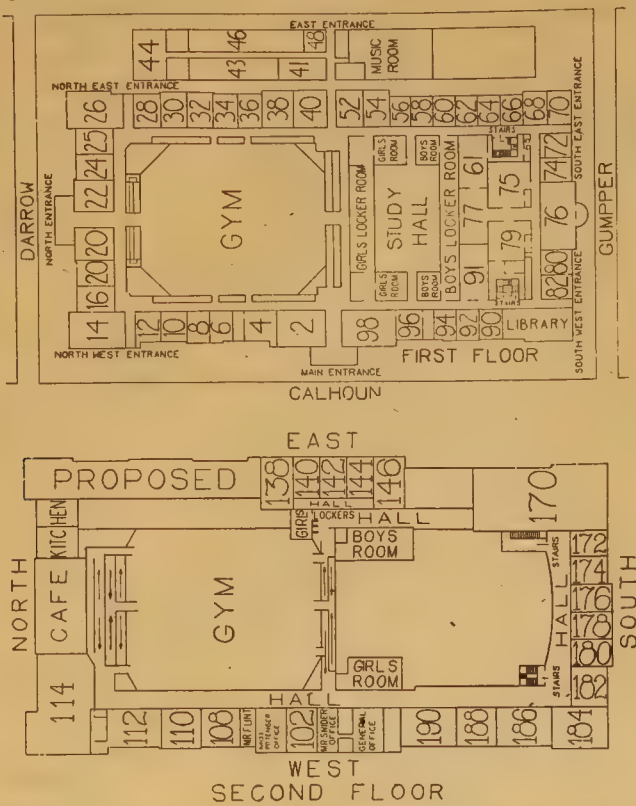 EAST ENTRANCE
44
46
48
43
41
MUSIC ROOM
NORTH EAST ENTRANCE
26
28
30
32
34
36
38
40
52
54
56
58
60
62
64
66
68
70
SOUTH EAST ENTRANCE
25
24
22
NORTH ENTRANCE
20
20
16
14
DARROW
GYM
GIRLS LOCKER ROOM
GIRLS ROOM
BOYS ROOM
STUDY HALL
GIRLS ROOM
BOYS ROOM
BOYS LOCKER ROOM
61
77
91
STAIRS
75
79
STAIRS
72
74
76
80
82
GUMPPER
12
10
8
6
4
2
98
96
94
92
90
LIBRARY
SOUTH WEST ENTRANCE
NORTH WEST ENTRANCE
MAIN ENTRANCE
FIRST FLOOR
CALHOUN
EAST
PROPOSED
138
140
142
144
146
HALL
170
KITCHEN
GIRLS
LOCKERS
HALL
BOYS ROOM
STAIRS
172
174
176
178
180
182
HALL
STAIRS
NORTH
CAFE
GYM
SOUTH
114
GIRLS ROOM
HALL
112
110
108
MR. FLINT
PITTENGER OFFICE
102
MR SNIDER OFFICE
GENERAL OFFICE
190
188
186
184
WEST
SECOND FLOOR